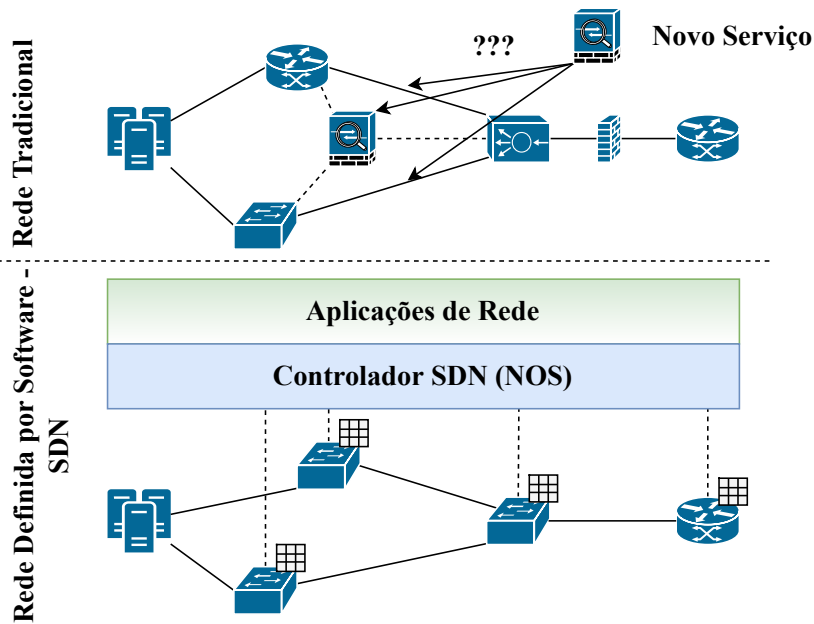 ???
Novo Serviço
Rede Tradicional
Aplicações de Rede
Controlador SDN (NOS)
Rede Definida por Software -
SDN